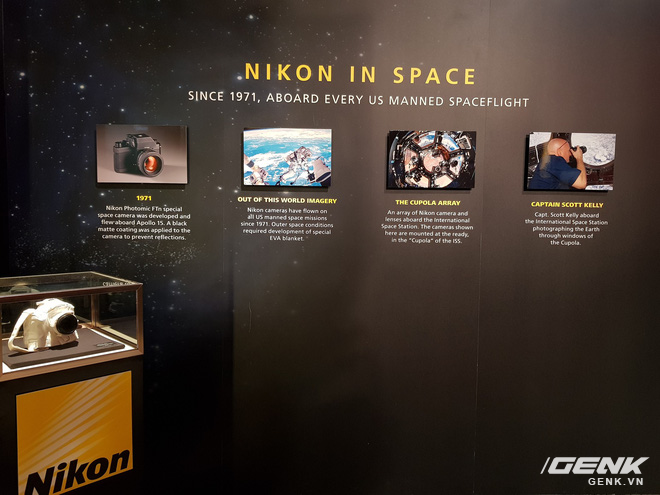 NIKON IN SPACE
SINCE 1971, ABOARD EVERY US MANNED SPACEFLIGHT
1971
Nikon Photomic FTn special
space camera was developed and
flew aboard Apollo 15. A black
matte coating was applied to the
camera to prevent reflections.
OUT OF THIS WORLD IMAGERY
Nikon cameras have flown on
all US manned space missions
since 1971. Outer space conditions
required development of special
EVA blanket.
THE CUPOLA ARRAY
An array of Nikon camera and
lenses aboard the International
Space Station. The cameras shown
here are mounted at the ready,
in the "Cupola" of the ISS.
CAPTAIN SCOTT KELLY
Capt. Scott Kelly aboard
the International Space Station
photographing the Earth
through windows of
the Cupola.
Nikon
GENK
GENK.VN